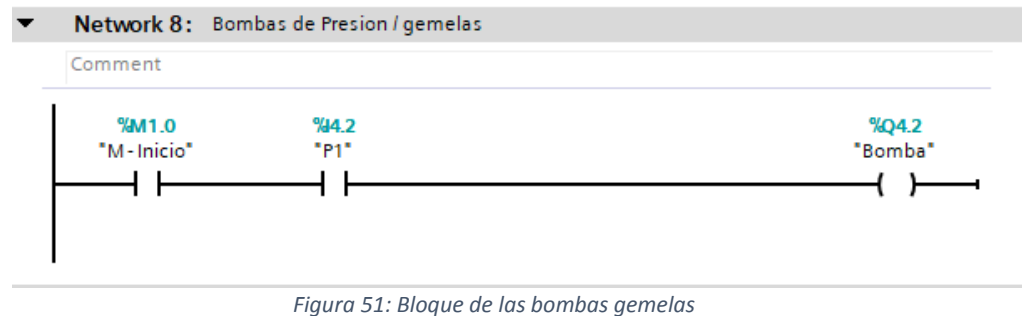 Network 8: Bombas de Presion / gemelas
Comment
%M1.0 %I4.2 %Q4.2
"M - Inicio" "P1" "Bomba"
Figura 51: Bloque de las bombas gemelas